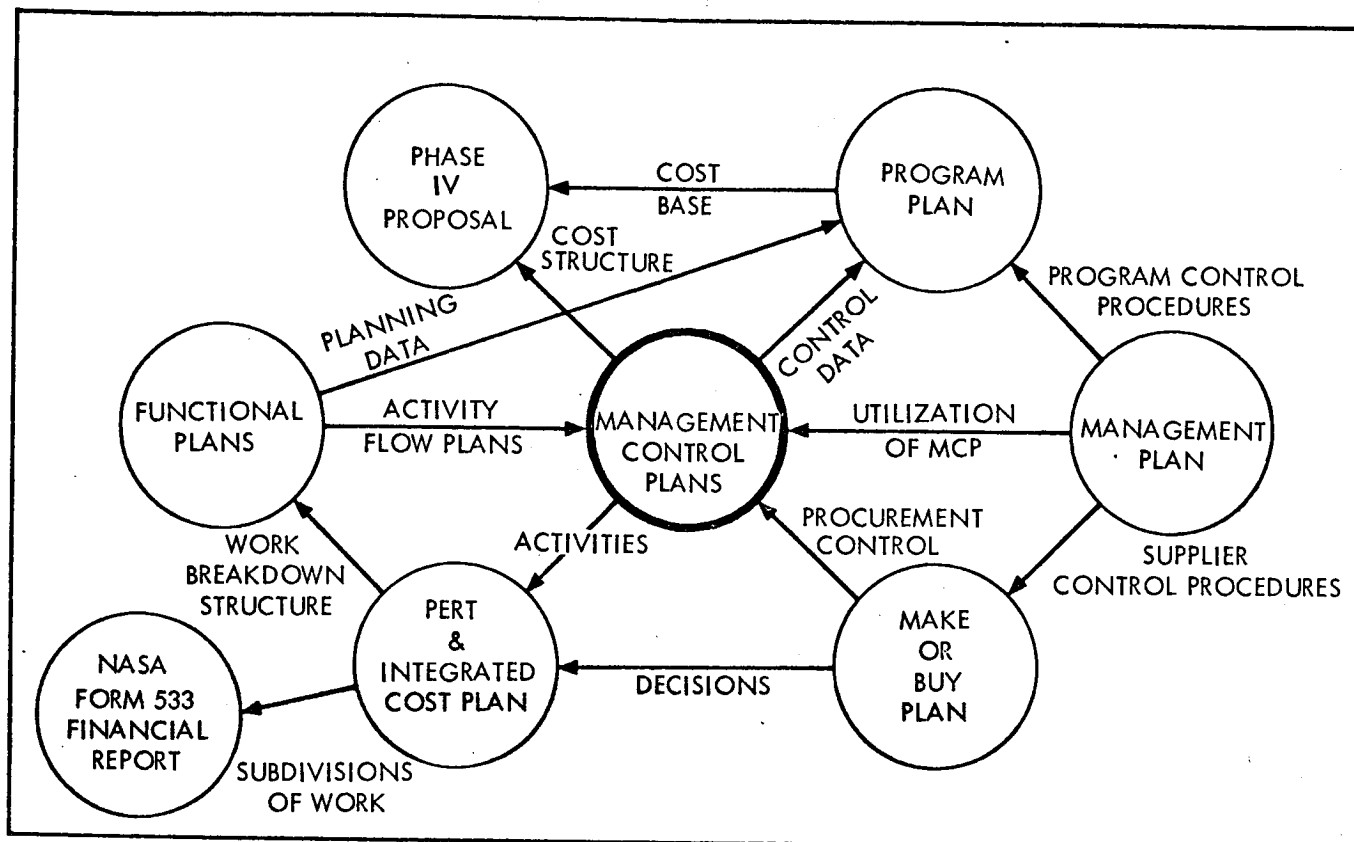 PHASE
IV
PROPOSAL
COST
BASE
PROGRAM
PLAN
COST
STRUCTURE
PLANNING
DATA
CONTROL
DATA
PROGRAM CONTROL
PROCEDURES
FUNCTIONAL
PLANS
ACTIVITY
FLOW PLANS
MANAGEMENT
CONTROL
PLANS
UTILIZATION
OF MCP
MANAGEMENT
PLAN
WORK
BREAKDOWN
STRUCTURE
ACTIVITIES
PROCUREMENT
CONTROL
SUPPLIER
CONTROL PROCEDURES
PERT
&
INTEGRATED
COST PLAN
DECISIONS
MAKE
OR
BUY
PLAN
NASA
FORM 533
FINANCIAL
REPORT
SUBDIVISIONS
OF WORK